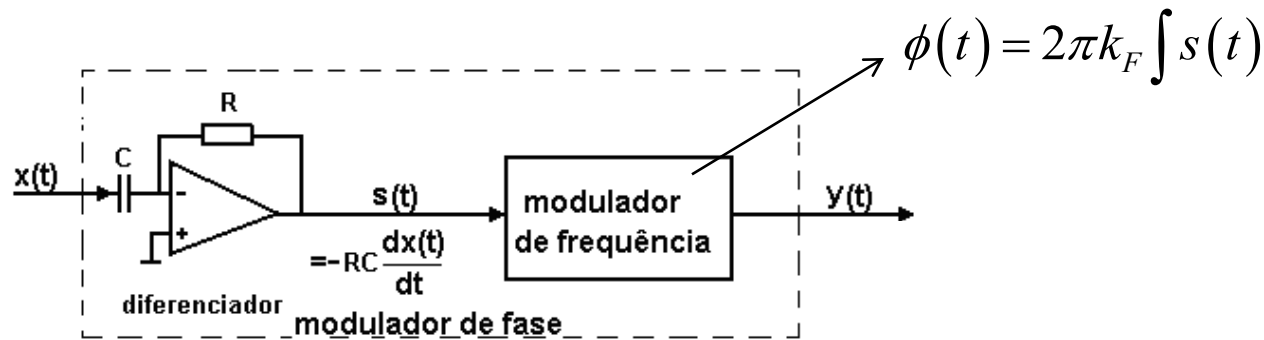 ϕ(t) = 2πk_F ∫ s(t)
R
C
x(t)
-
+
s(t)
=-RC dx(t)/dt
modulador
de frequência
y(t)
diferenciador
modulador de fase